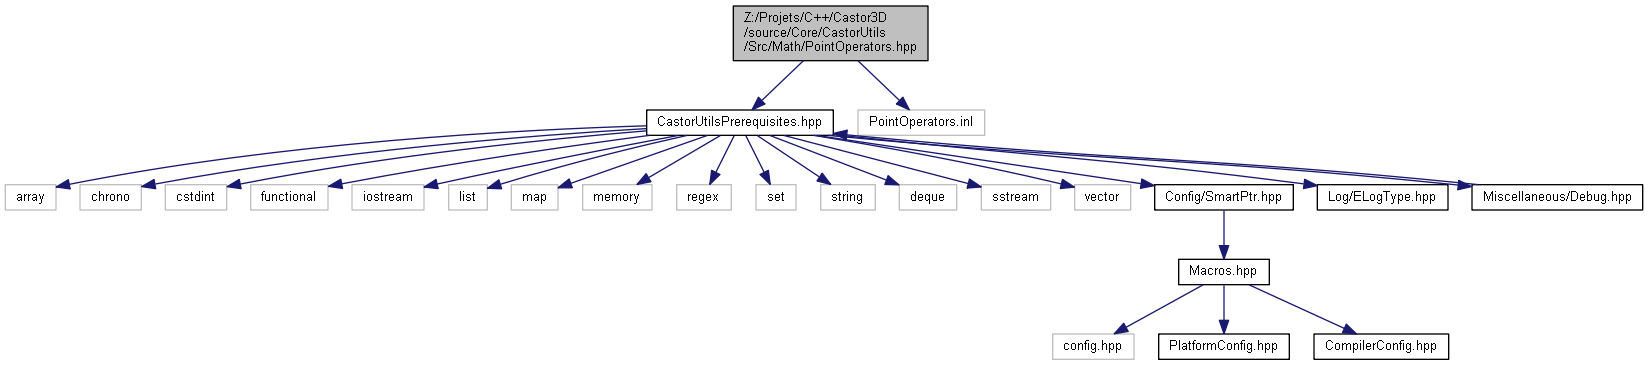 Z:/Projets/C++/Castor3D
/source/Core/CastorUtils
/Src/Math/PointOperators.hpp
CastorUtilsPrerequisites.hpp
PointOperators.inl
array
chrono
cstdint
functional
iostream
list
map
memory
regex
set
string
deque
sstream
vector
Config/SmartPtr.hpp
Log/ELogType.hpp
Miscellaneous/Debug.hpp
Macros.hpp
config.hpp
PlatformConfig.hpp
CompilerConfig.hpp